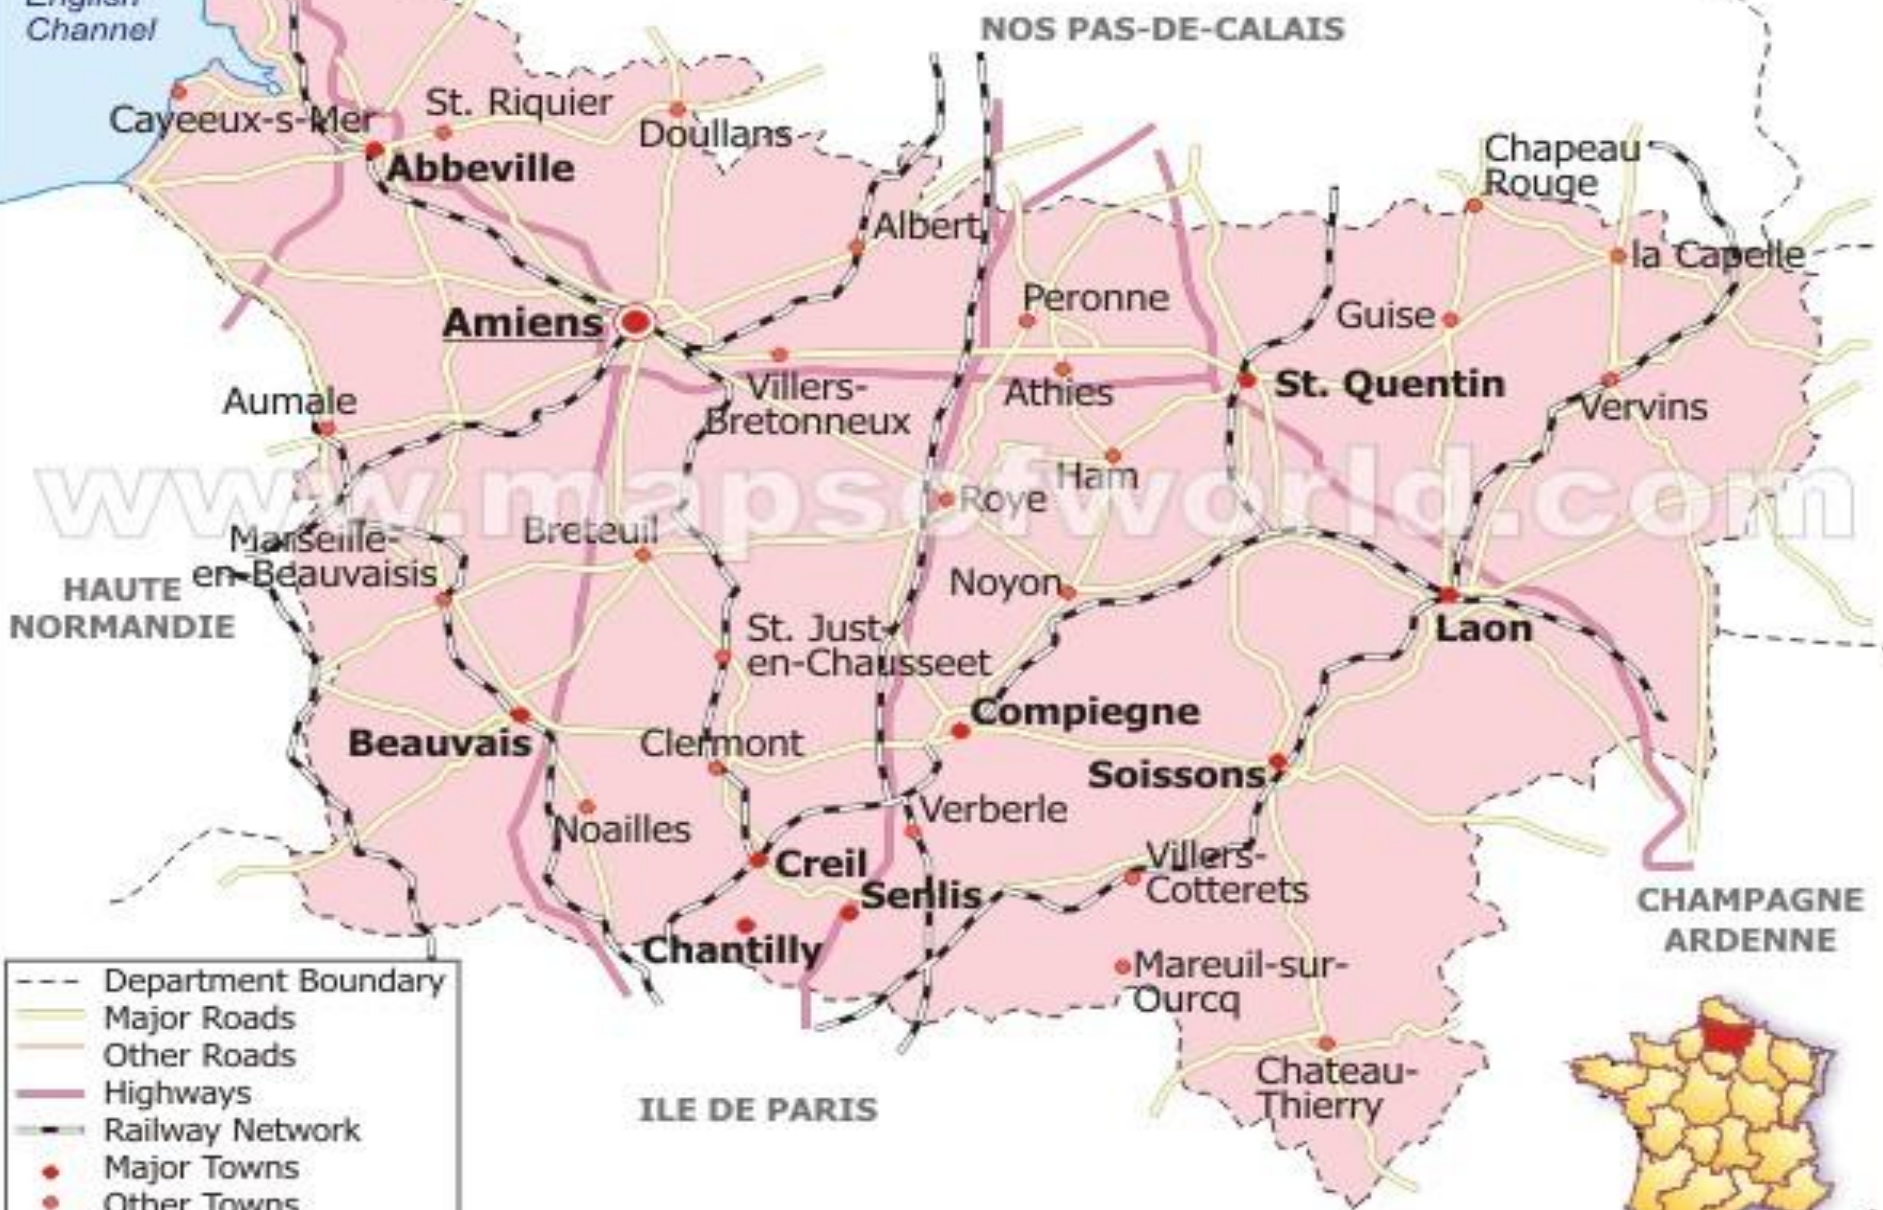 English
Channel
NOS PAS-DE-CALAIS
Cayeeux-s-Mer
St. Riquier
Doullans
Abbeville
Chapeau
Rouge
Albert
la Capelle
Peronne
Guise
Amiens
Villers-
Bretonneux
Athies
St. Quentin
Vervins
Aumale
www.mapsofworld.com
Ham
Roye
Marseille-
en-Beauvaisis
Breteuil
HAUTE
NORMANDIE
Noyon
St. Just-
en-Chausseet
Laon
Compiegne
Beauvais
Clermont
Soissons
Noailles
Verberle
Creil
Senlis
Villers-
Cotterets
CHAMPAGNE
ARDENNE
Chantilly
Mareuil-sur-
Ourcq
Chateau-
Thierry
ILE DE PARIS
Department Boundary
Major Roads
Other Roads
Highways
Railway Network
Major Towns
Other Towns